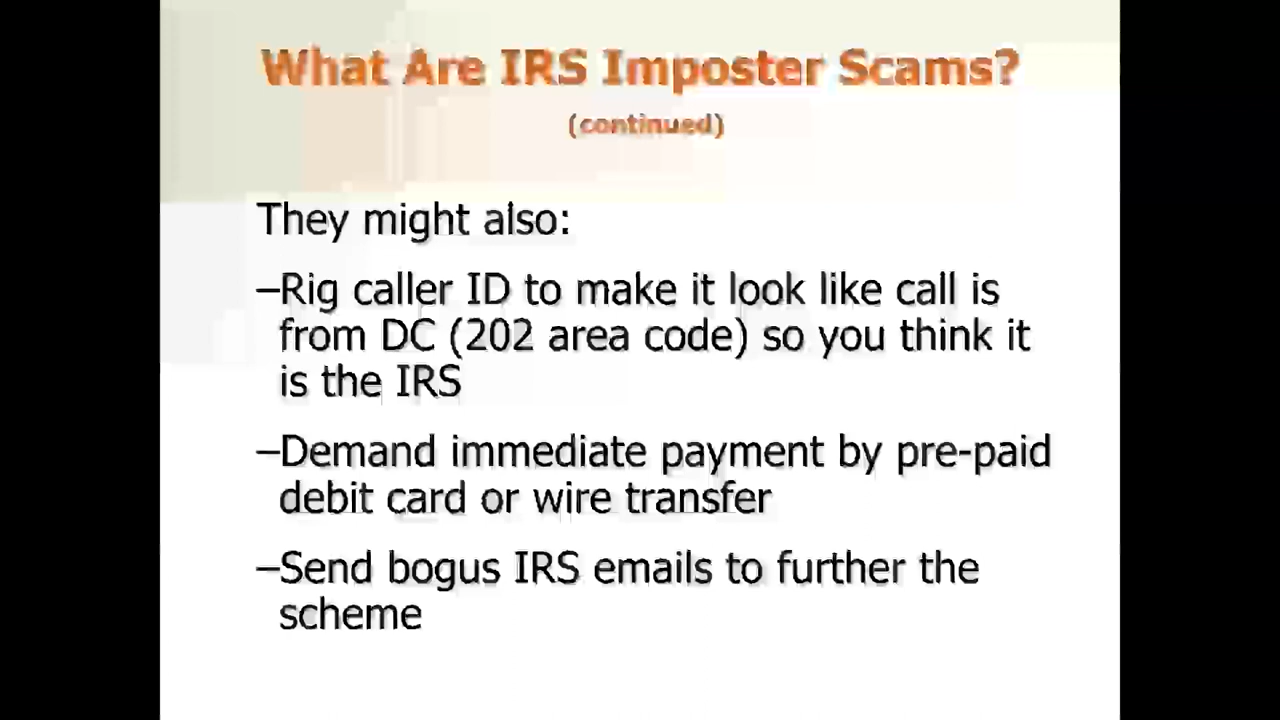 What Are IRS Imposter Scams?
(continued)
They might also:
–Rig caller ID to make it look like call is
from DC (202 area code) so you think it
is the IRS
–Demand immediate payment by pre-paid
debit card or wire transfer
–Send bogus IRS emails to further the
scheme